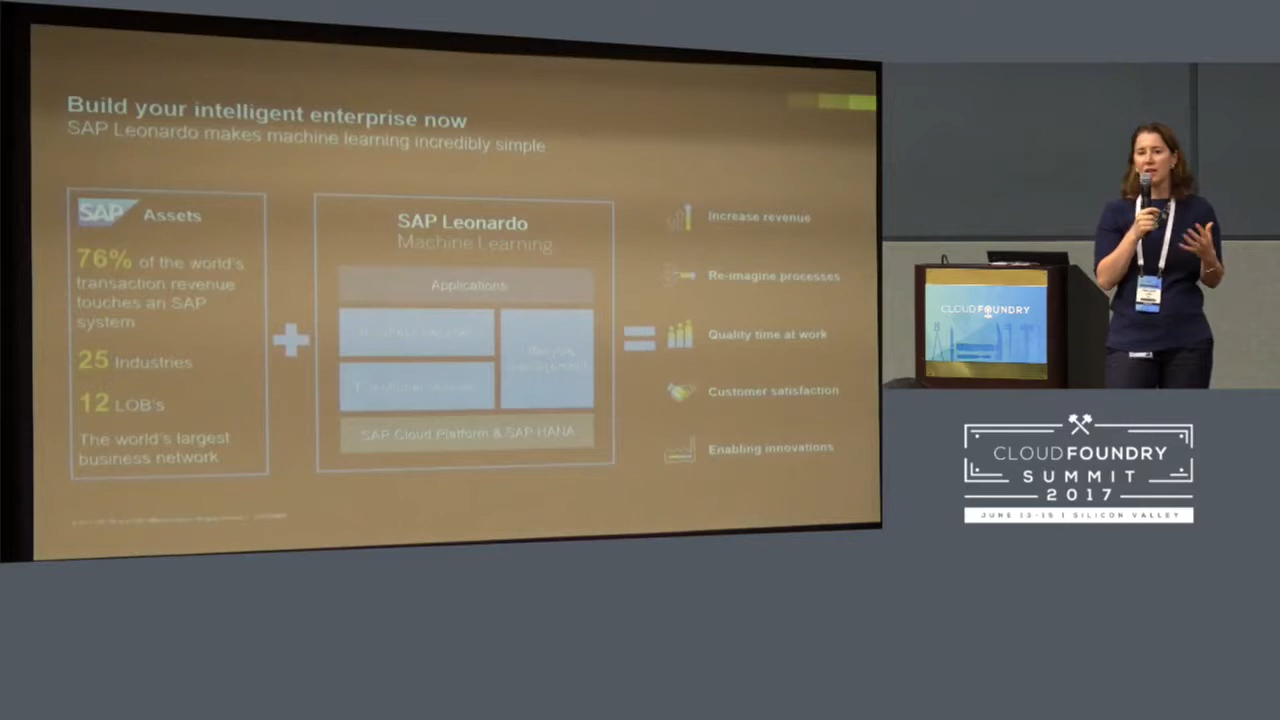 Build your intelligent enterprise now
SAP Leonardo makes machine learning incredibly simple
SAP Assets
76% of the world's
transaction revenue
touches an SAP
system
25 Industries
12 LOB's
The world's largest
business network
SAP Leonardo
Machine Learning
Applications
SAP Cloud Platform & SAP HANA
Increase revenue
Re-imagine processes
Quality time at work
Customer satisfaction
Enabling innovations
CLOUD FOUNDRY
CLOUD FOUNDRY
SUMMIT
2017
JUNE 13-15 | SILICON VALLEY